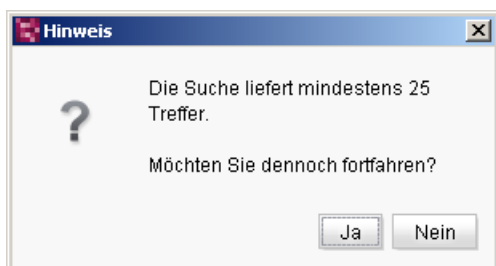 Hinweis
Die Suche liefert mindestens 25
Treffer.
Möchten Sie dennoch fortfahren?
Ja
Nein